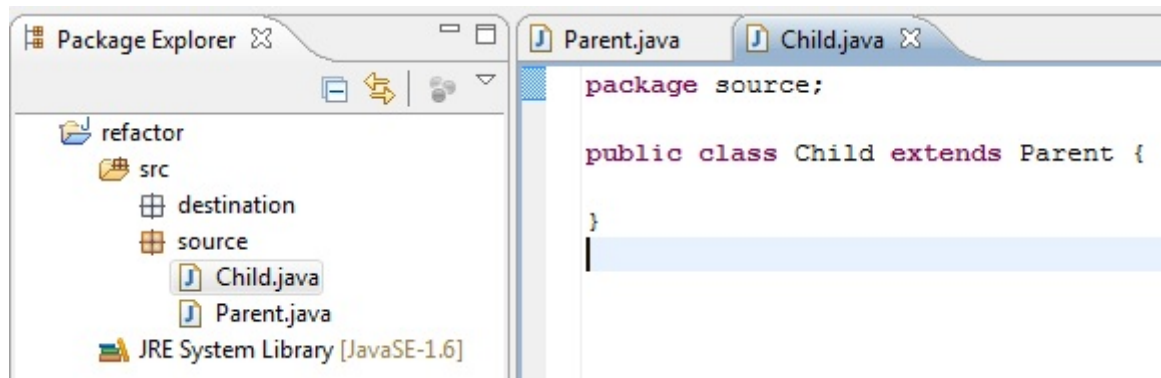 Package Explorer
refactor
src
destination
source
Child.java
Parent.java
JRE System Library [JavaSE-1.6]
Parent.java
Child.java
package source;
public class Child extends Parent {
}